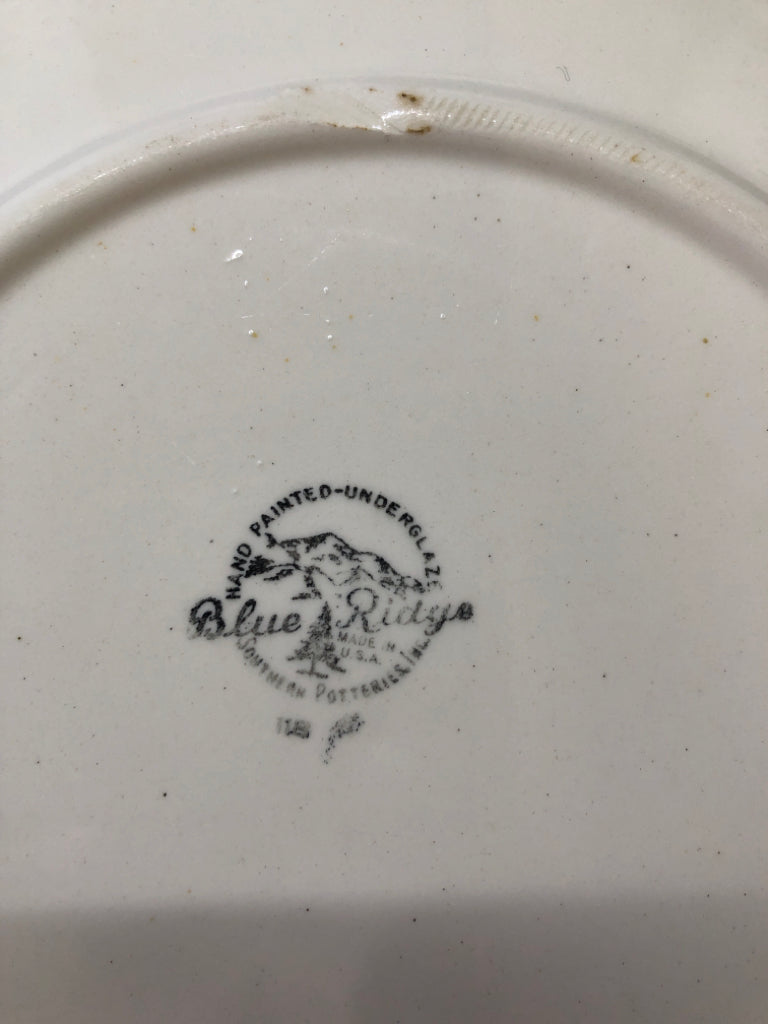 HAND PAINTED-UNDERGLAZE
Blue Ridge
MADE IN
U.S.A.
SOUTHERN POTTERIES INC.